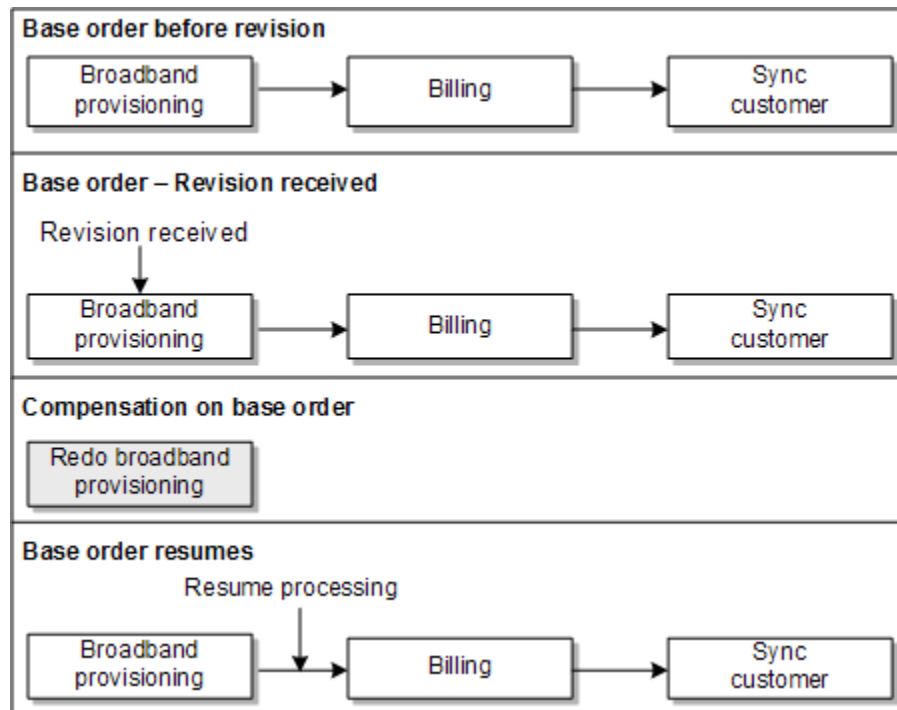 Base order before revision
Broadband
provisioning
Billing
Sync
customer
Base order – Revision received
Revision received
Broadband
provisioning
Billing
Sync
customer
Compensation on base order
Redo broadband
provisioning
Base order resumes
Resume processing
Broadband
provisioning
Billing
Sync
customer